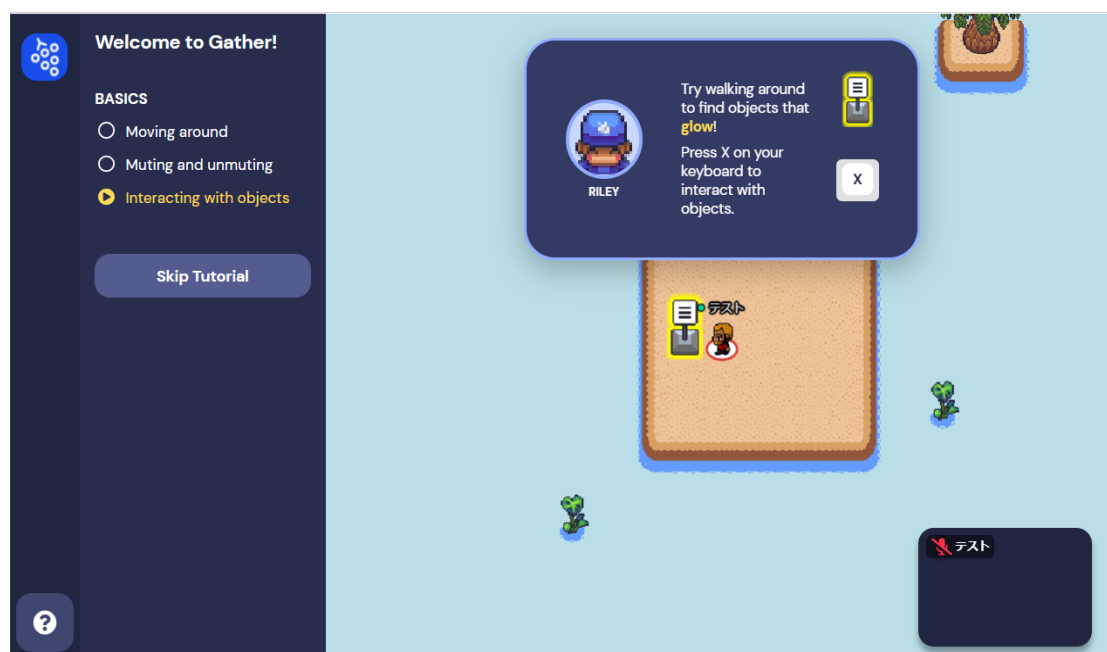 Welcome to Gather!
BASICS
Moving around
Muting and unmuting
Interacting with objects
Skip Tutorial
?
RILEY
Try walking around
to find objects that
glow!
Press X on your
keyboard to
interact with
objects.
X
テスト
テスト